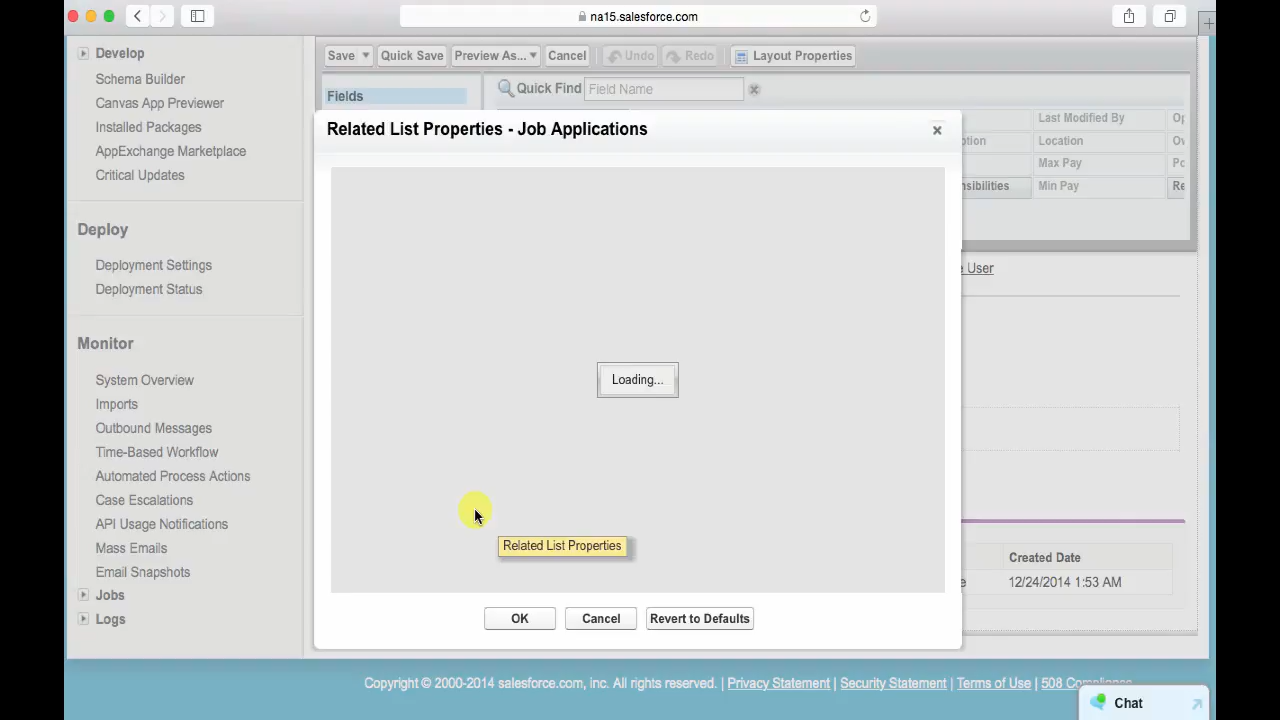 na15.salesforce.com
Develop
Schema Builder
Canvas App Previewer
Installed Packages
AppExchange Marketplace
Critical Updates
Deploy
Deployment Settings
Deployment Status
Monitor
System Overview
Imports
Outbound Messages
Time-Based Workflow
Automated Process Actions
Case Escalations
API Usage Notifications
Mass Emails
Email Snapshots
Jobs
Logs
Save Quick Save Preview As... Cancel Undo Redo Layout Properties
Fields
Quick Find Field Name
Last Modified By
Location
Max Pay
Min Pay
Related List Properties - Job Applications
Loading...
Related List Properties
OK Cancel Revert to Defaults
User
Created Date
12/24/2014 1:53 AM
Copyright © 2000-2014 salesforce.com, inc. All rights reserved. | Privacy Statement | Security Statement | Terms of Use | 508 Compliance
Chat